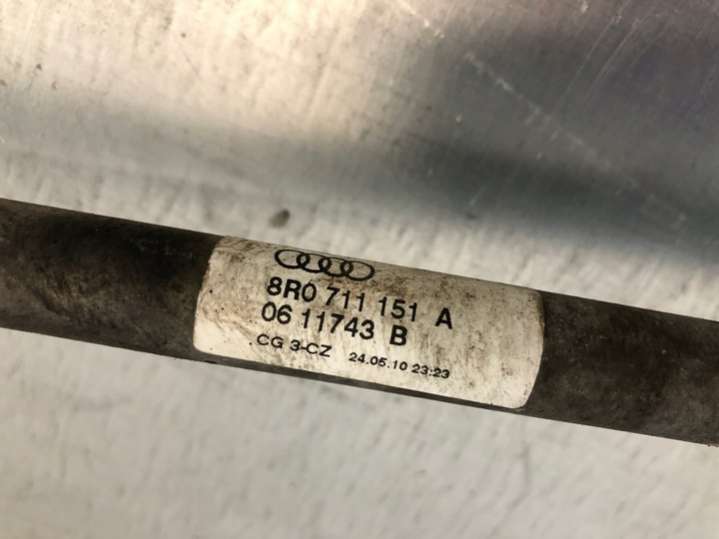 8R0 711 151 A
06 11743 B
CG 3-CZ 24.05.10 23:23